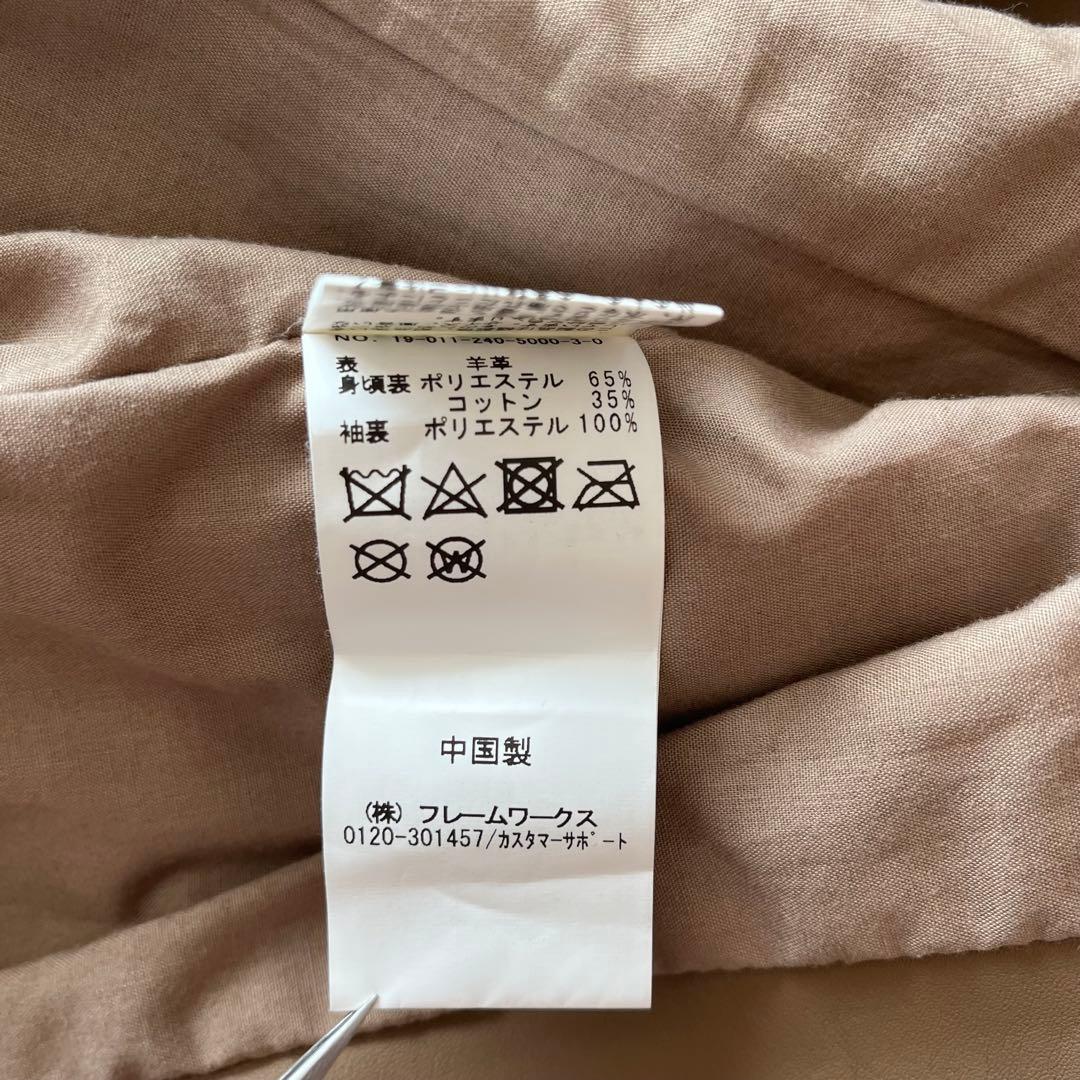 NO. 19-011-240-5000-3-0
表 羊革
身頃裏 ポリエステル 65%
コットン 35%
袖裏 ポリエステル 100%
W
中国製
(株) フレームワークス
0120-301457/カスタマーサポート